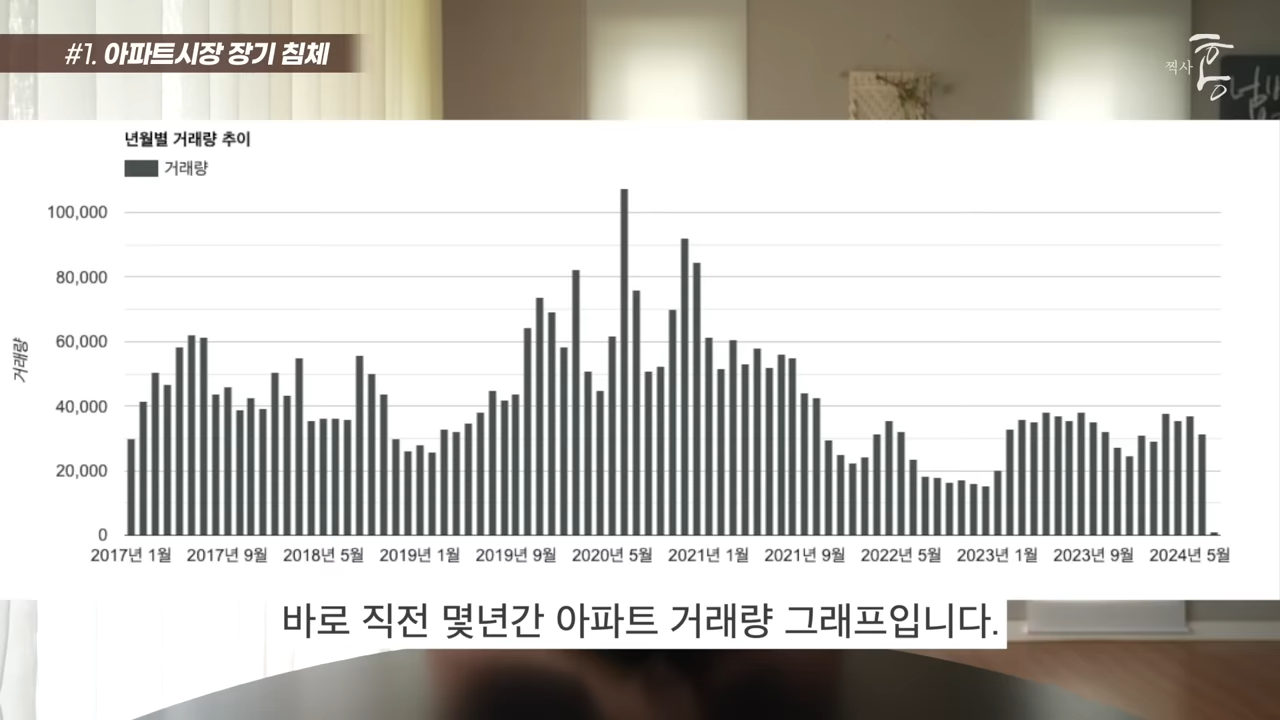 #1. 아파트시장 장기 침체
찍사 홍
년월별 거래량 추이
거래량
거래량
100,000
80,000
60,000
40,000
20,000
0
2017년 1월 2017년 9월 2018년 5월 2019년 1월 2019년 9월 2020년 5월 2021년 1월 2021년 9월 2022년 5월 2023년 1월 2023년 9월 2024년 5월
바로 직전 몇년간 아파트 거래량 그래프입니다.